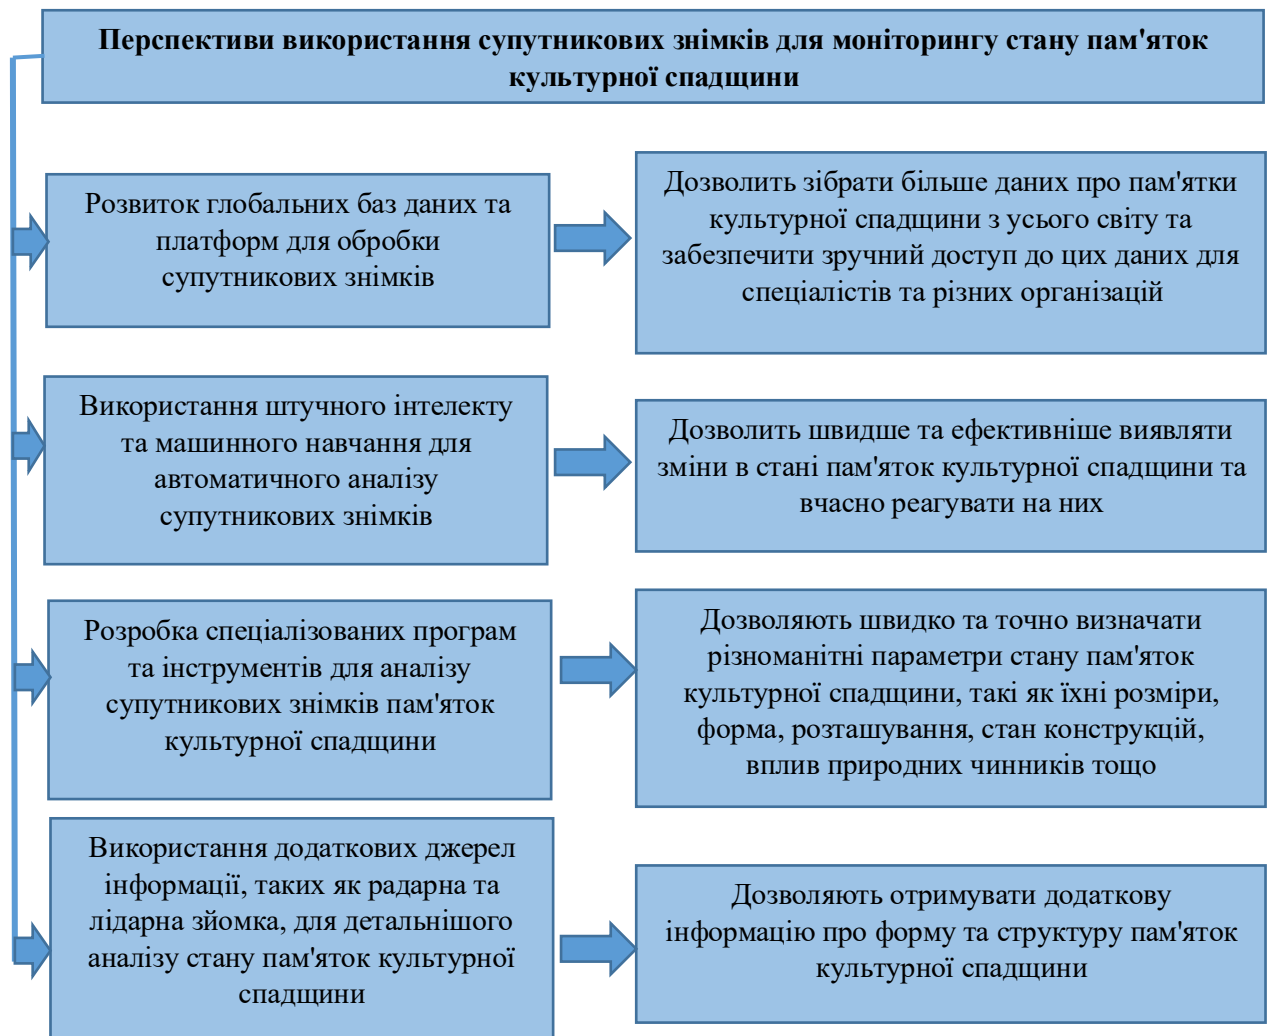 Перспективи використання супутникових знімків для моніторингу стану пам'яток
культурної спадщини
Розвиток глобальних баз даних та
платформ для обробки
супутникових знімків
Дозволить зібрати більше даних про пам'ятки
культурної спадщини з усього світу та
забезпечити зручний доступ до цих даних для
спеціалістів та різних організацій
Використання штучного інтелекту
та машинного навчання для
автоматичного аналізу
супутникових знімків
Дозволить швидше та ефективніше виявляти
зміни в стані пам'яток культурної спадщини та
вчасно реагувати на них
Розробка спеціалізованих програм
та інструментів для аналізу
супутникових знімків пам'яток
культурної спадщини
Дозволяють швидко та точно визначати
різноманітні параметри стану пам'яток
культурної спадщини, такі як їхні розміри,
форма, розташування, стан конструкцій,
вплив природних чинників тощо
Використання додаткових джерел
інформації, таких як радарна та
лідарна зйомка, для детальнішого
аналізу стану пам'яток культурної
спадщини
Дозволяють отримувати додаткову
інформацію про форму та структуру пам'яток
культурної спадщини